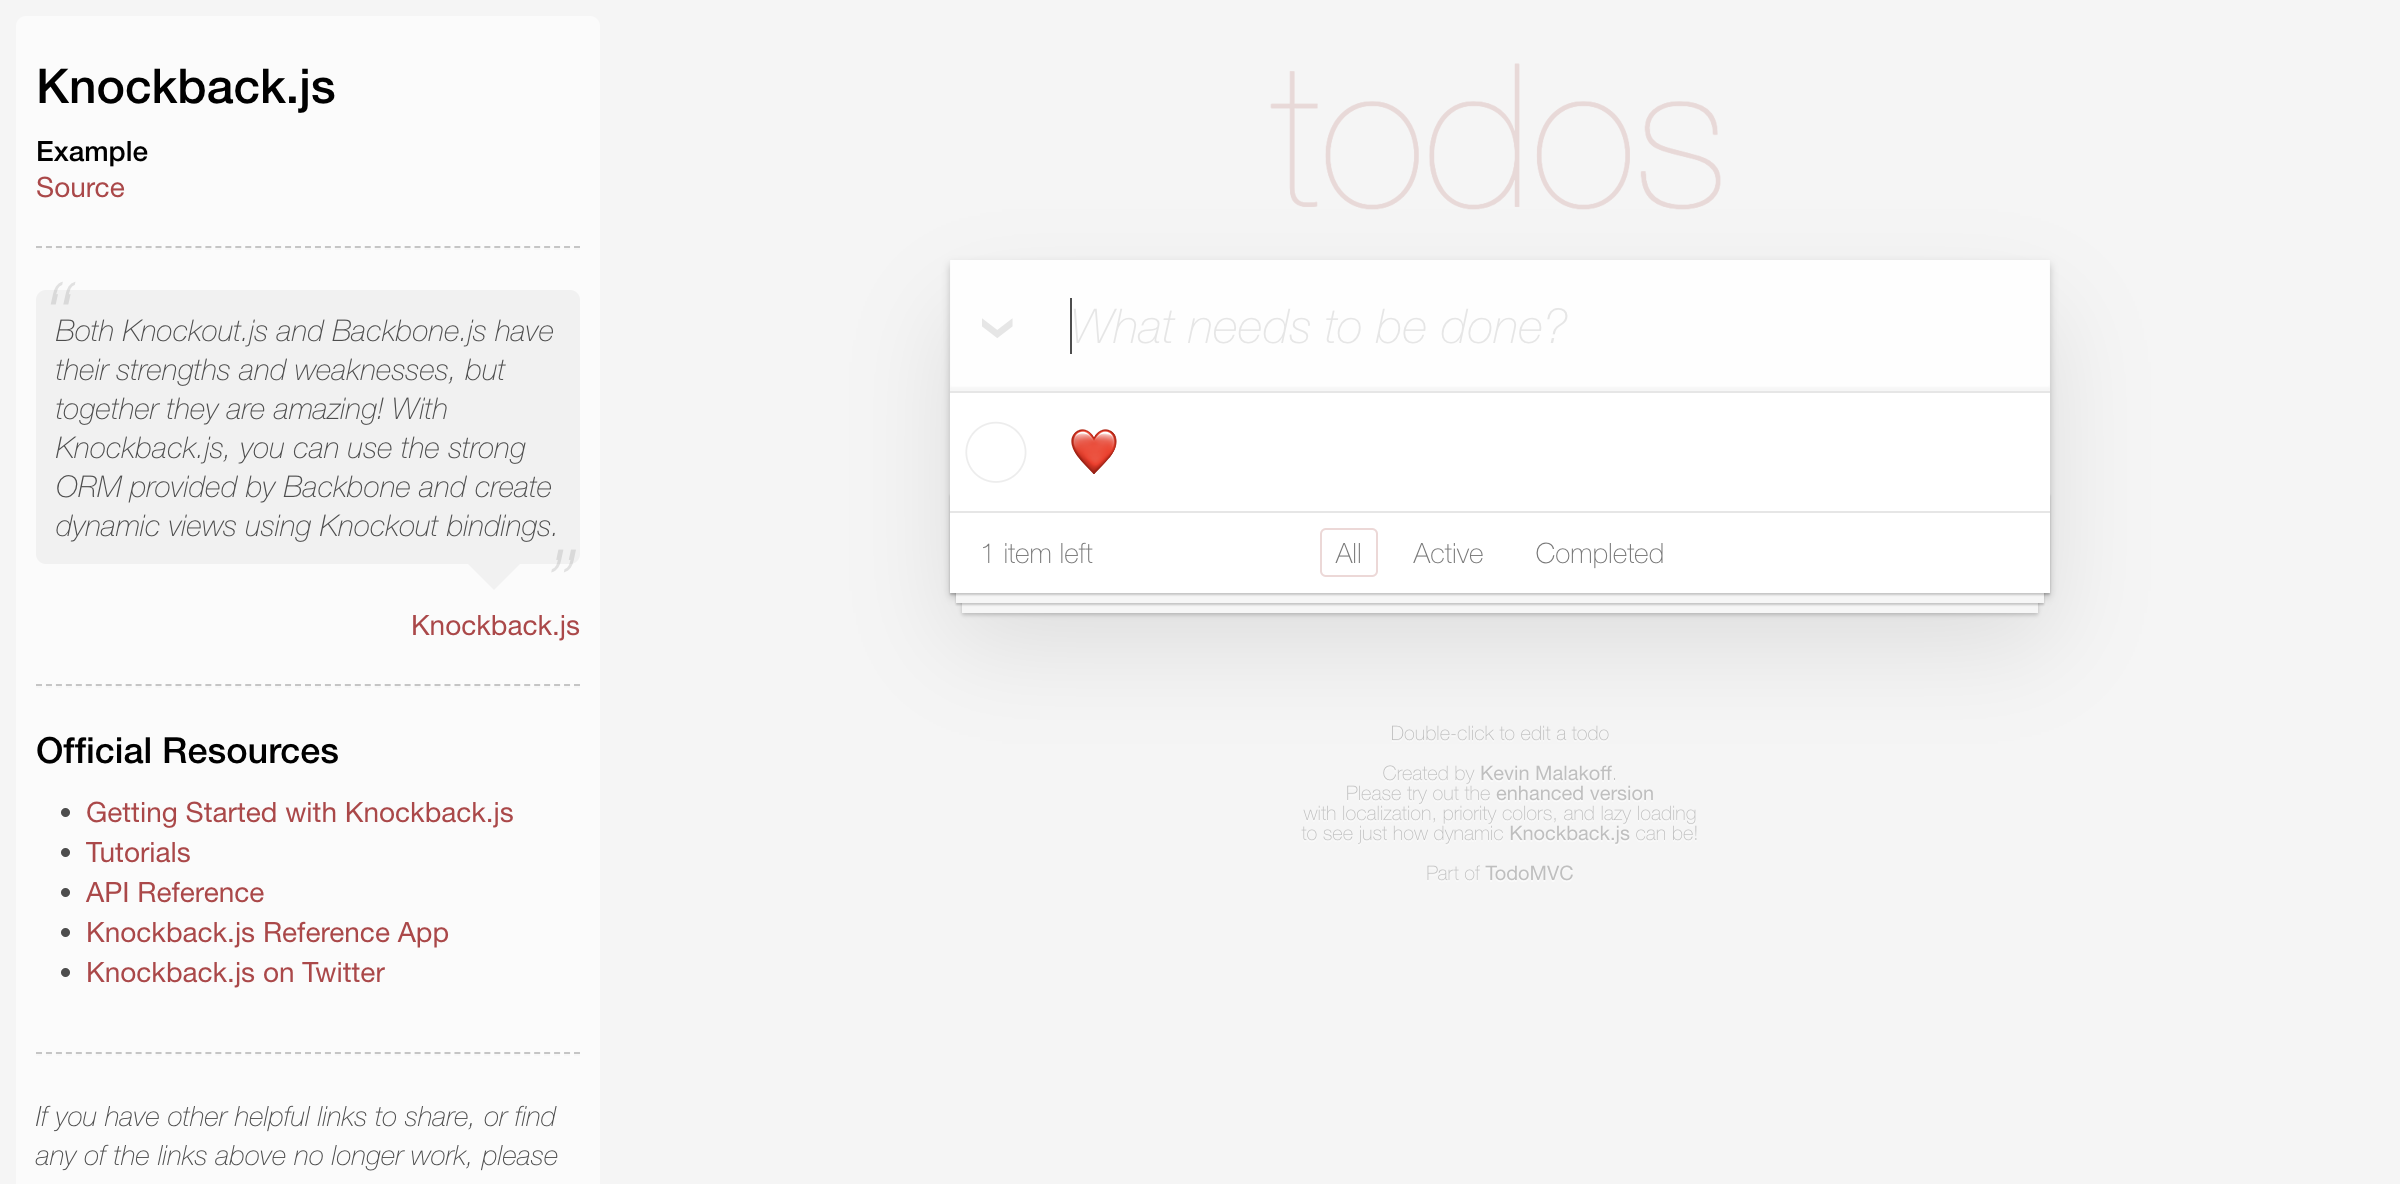 Knockback.js
Example
Source
“
Both Knockout.js and Backbone.js have
their strengths and weaknesses, but
together they are amazing! With
Knockback.js, you can use the strong
ORM provided by Backbone and create
dynamic views using Knockout bindings.
”
Knockback.js
Official Resources
• Getting Started with Knockback.js
• Tutorials
• API Reference
• Knockback.js Reference App
• Knockback.js on Twitter
If you have other helpful links to share, or find
any of the links above no longer work, please
todos
What needs to be done?
❤️
1 item left All Active Completed
Double-click to edit a todo
Created by Kevin Malakoff.
Please try out the enhanced version
with localization, priority colors, and lazy loading
to see just how dynamic Knockback.js can be!
Part of TodoMVC